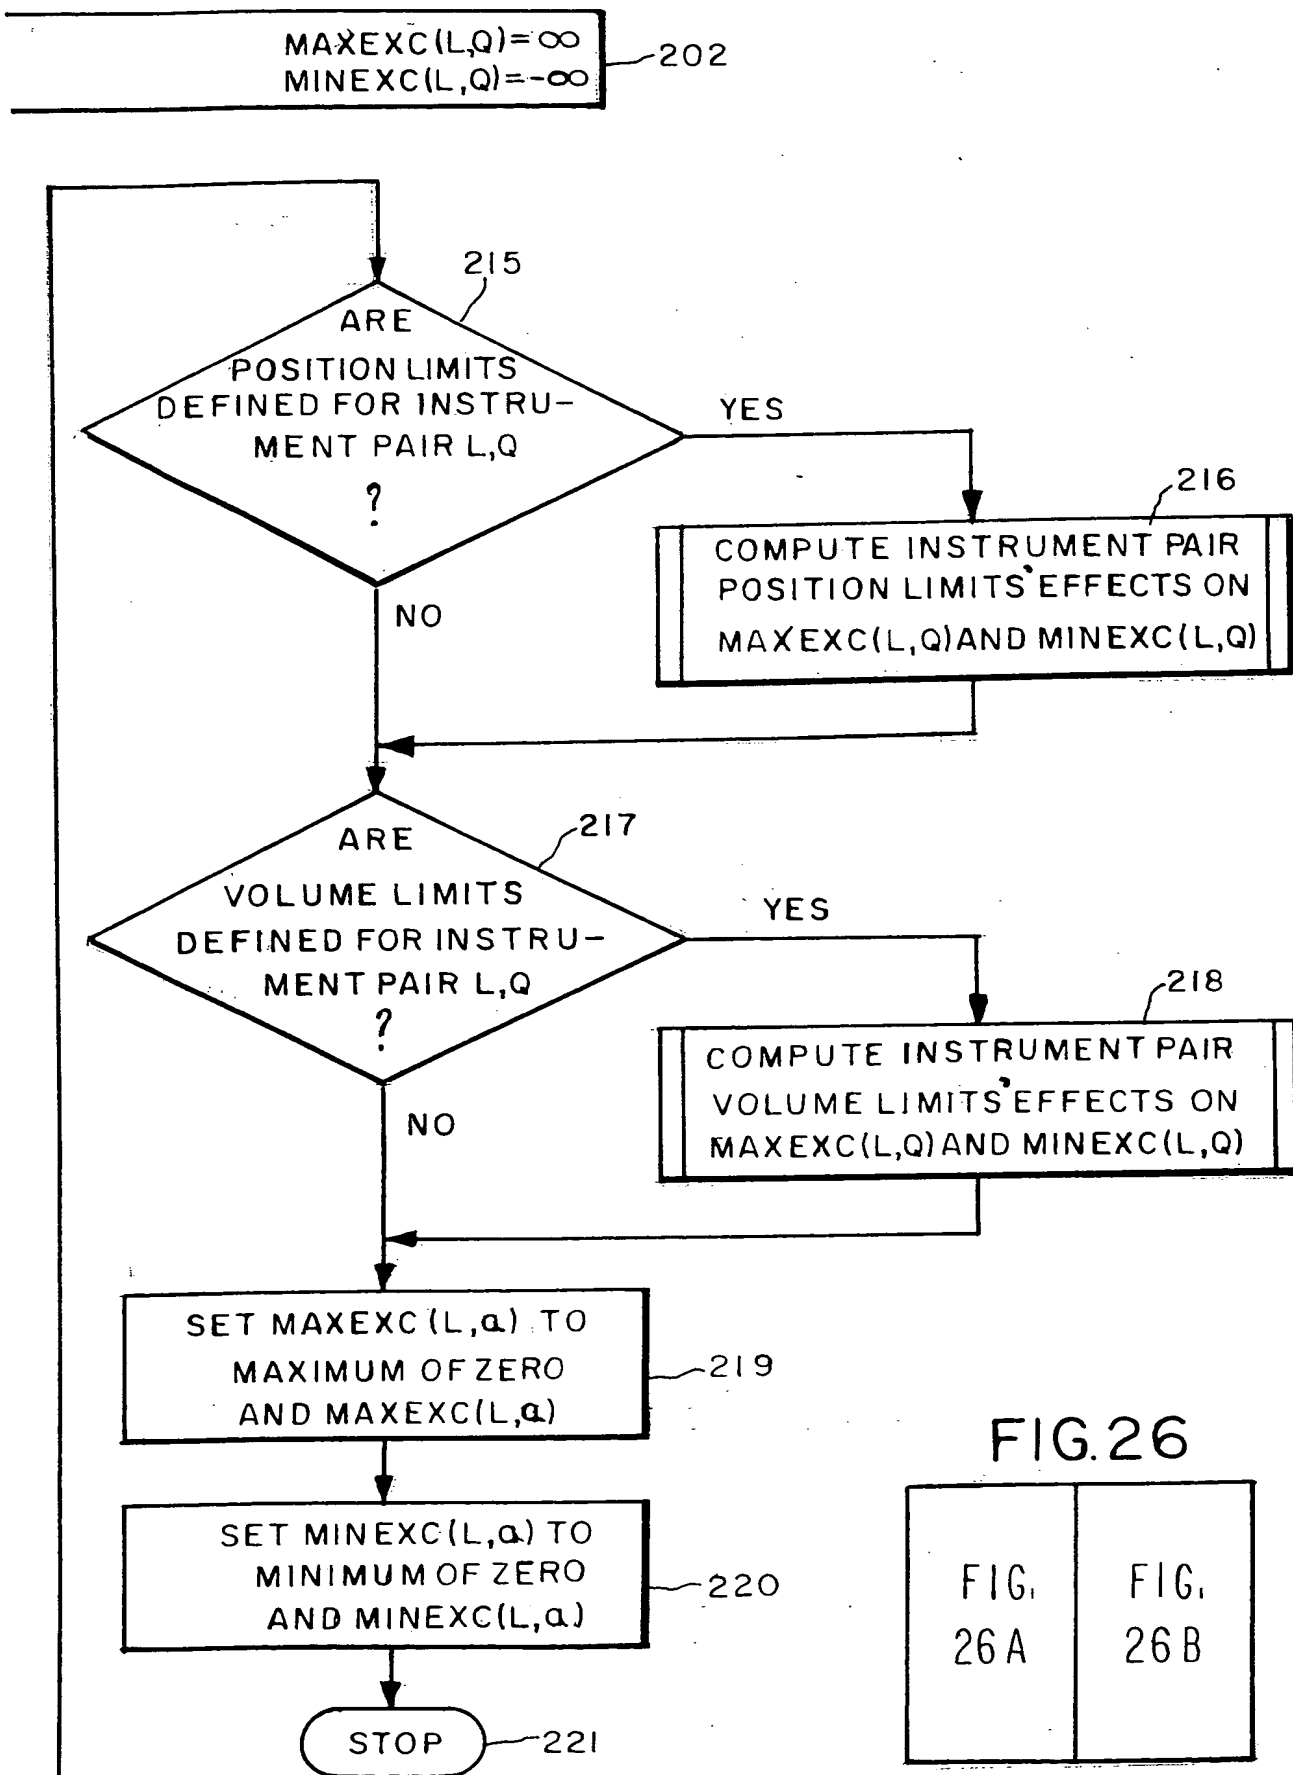 MAXEXC(L,Q)=∞
MINEXC(L,Q)=-∞
202
215
ARE
POSITION LIMITS
DEFINED FOR INSTRU-
MENT PAIR L,Q
?
YES
NO
216
COMPUTE INSTRUMENT PAIR
POSITION LIMITS' EFFECTS ON
MAXEXC(L,Q) AND MINEXC(L,Q)
217
ARE
VOLUME LIMITS
DEFINED FOR INSTRU-
MENT PAIR L,Q
?
YES
NO
218
COMPUTE INSTRUMENT PAIR
VOLUME LIMITS' EFFECTS ON
MAXEXC(L,Q) AND MINEXC(L,Q)
SET MAXEXC(L,a) TO
MAXIMUM OF ZERO
AND MAXEXC(L,a)
219
SET MINEXC(L,a) TO
MINIMUM OF ZERO
AND MINEXC(L,a)
220
STOP
221
FIG.26
FIG.
26A
FIG.
26B